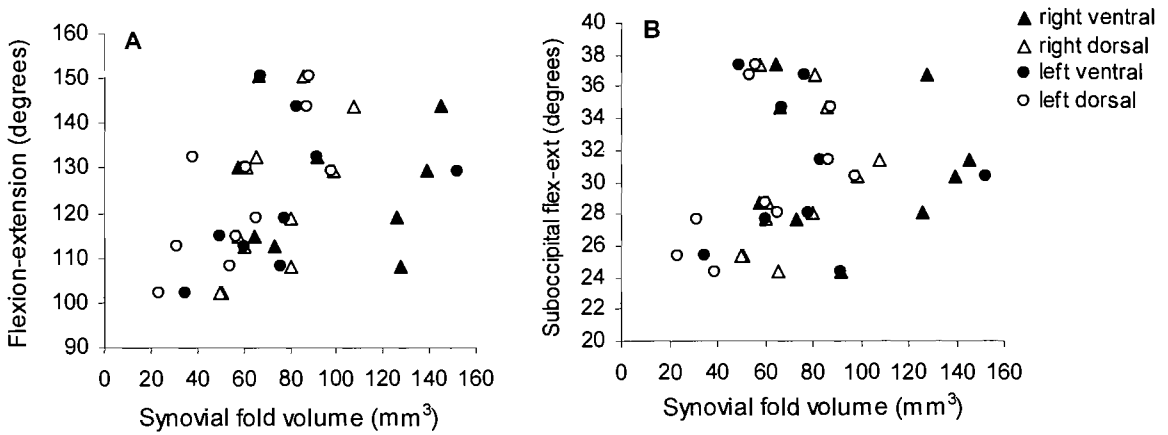 A
Flexion-extension (degrees)
160
150
140
130
120
110
100
90
0 20 40 60 80 100 120 140 160
Synovial fold volume (mm³)
B
Suboccipital flex-ext (degrees)
40
38
36
34
32
30
28
26
24
22
20
0 20 40 60 80 100 120 140 160
Synovial fold volume (mm³)
right ventral
right dorsal
left ventral
left dorsal